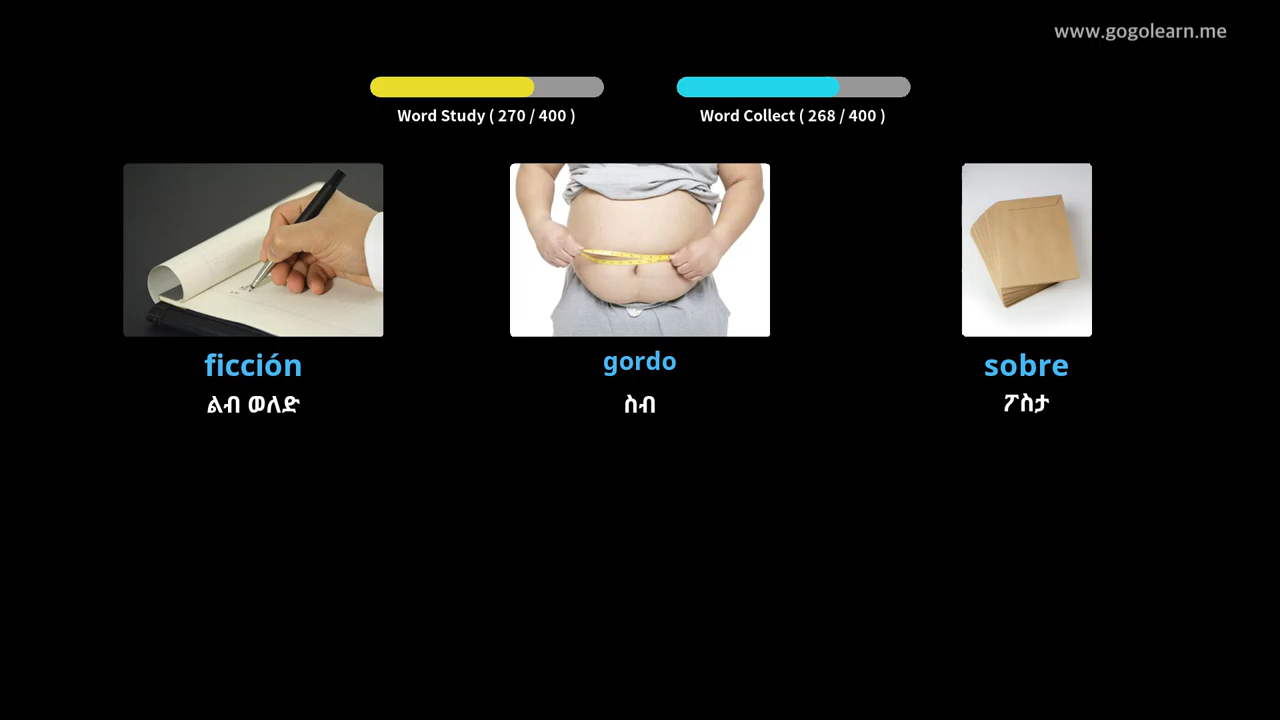 www.gogolearn.me
Word Study ( 270 / 400 )
Word Collect ( 268 / 400 )
ficción
gordo
sobre
ልብ ወለድ
ስብ
ፖስታ